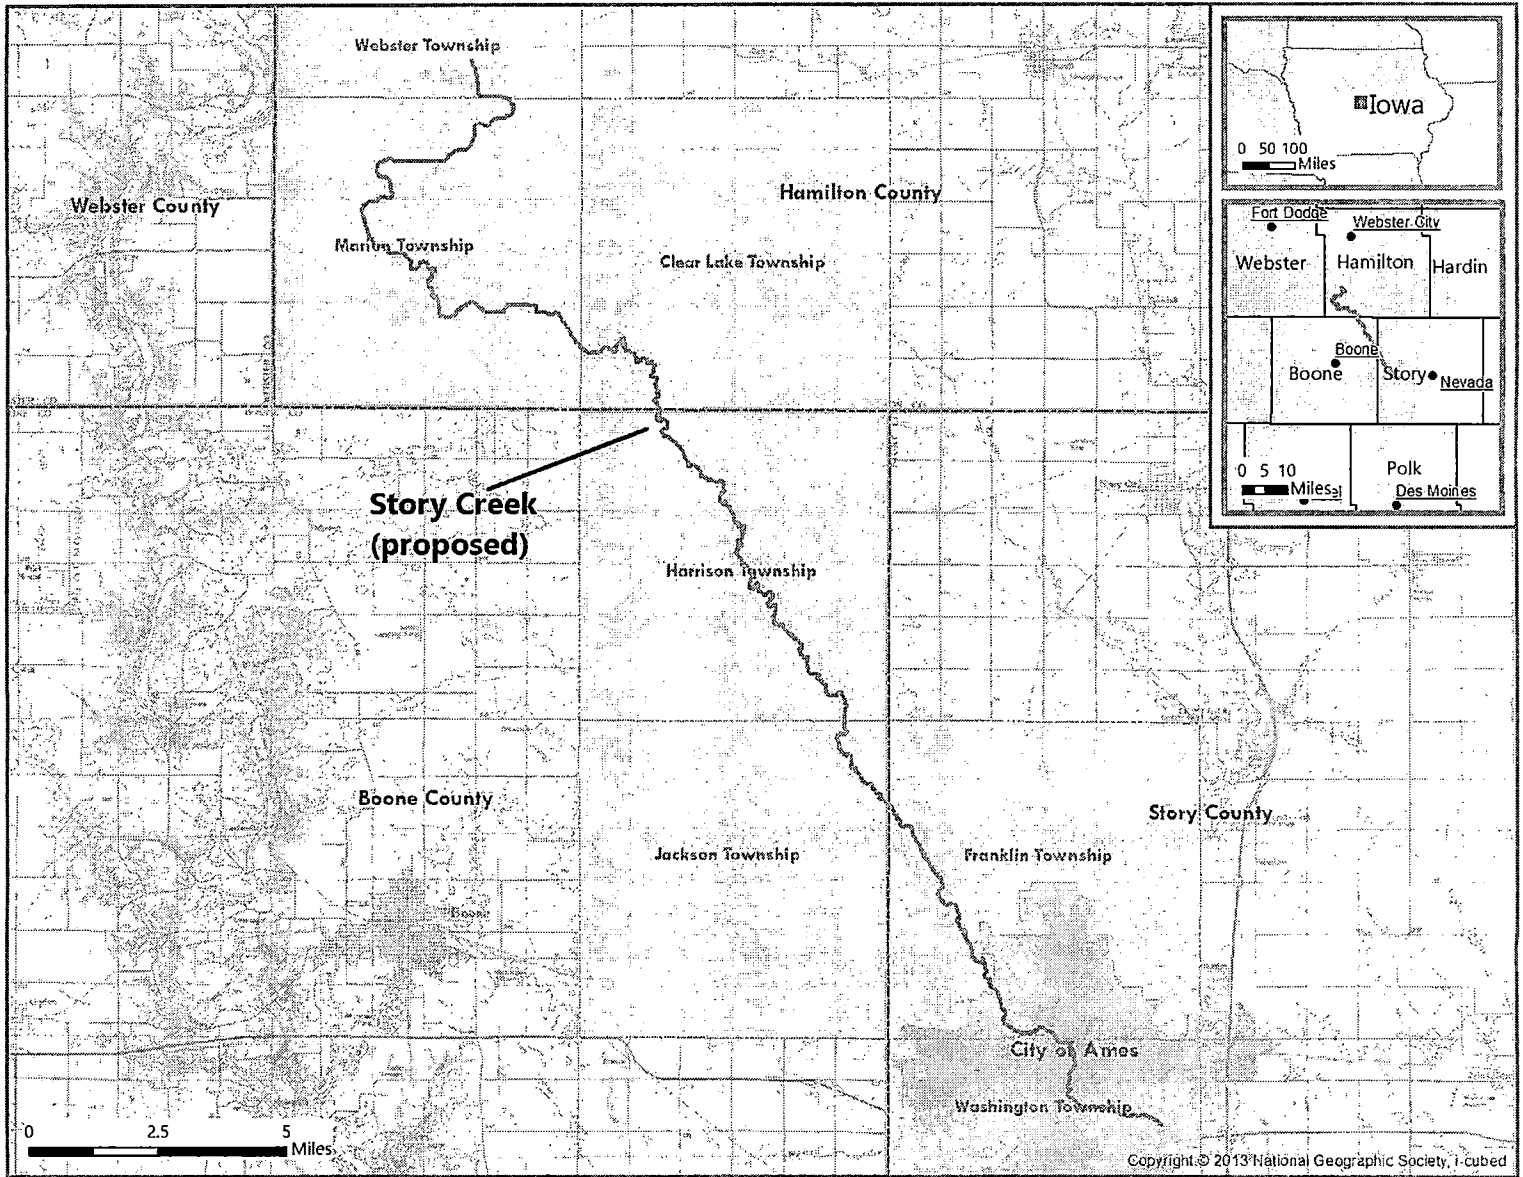 Webster Township
Webster County
Hamilton County
Marion Township
Clear Lake Township
Story Creek
(proposed)
Harrison Township
Boone County
Story County
Jackson Township
Franklin Township
Boone
City of Ames
Washington Township
0 2.5 5
Miles
Copyright © 2013 National Geographic Society, i-cubed
Iowa
0 50 100
Miles
Fort Dodge
Webster City
Webster
Hamilton
Hardin
Boone
Boone
Story
Nevada
0 5 10
Miles
Polk
Des Moines